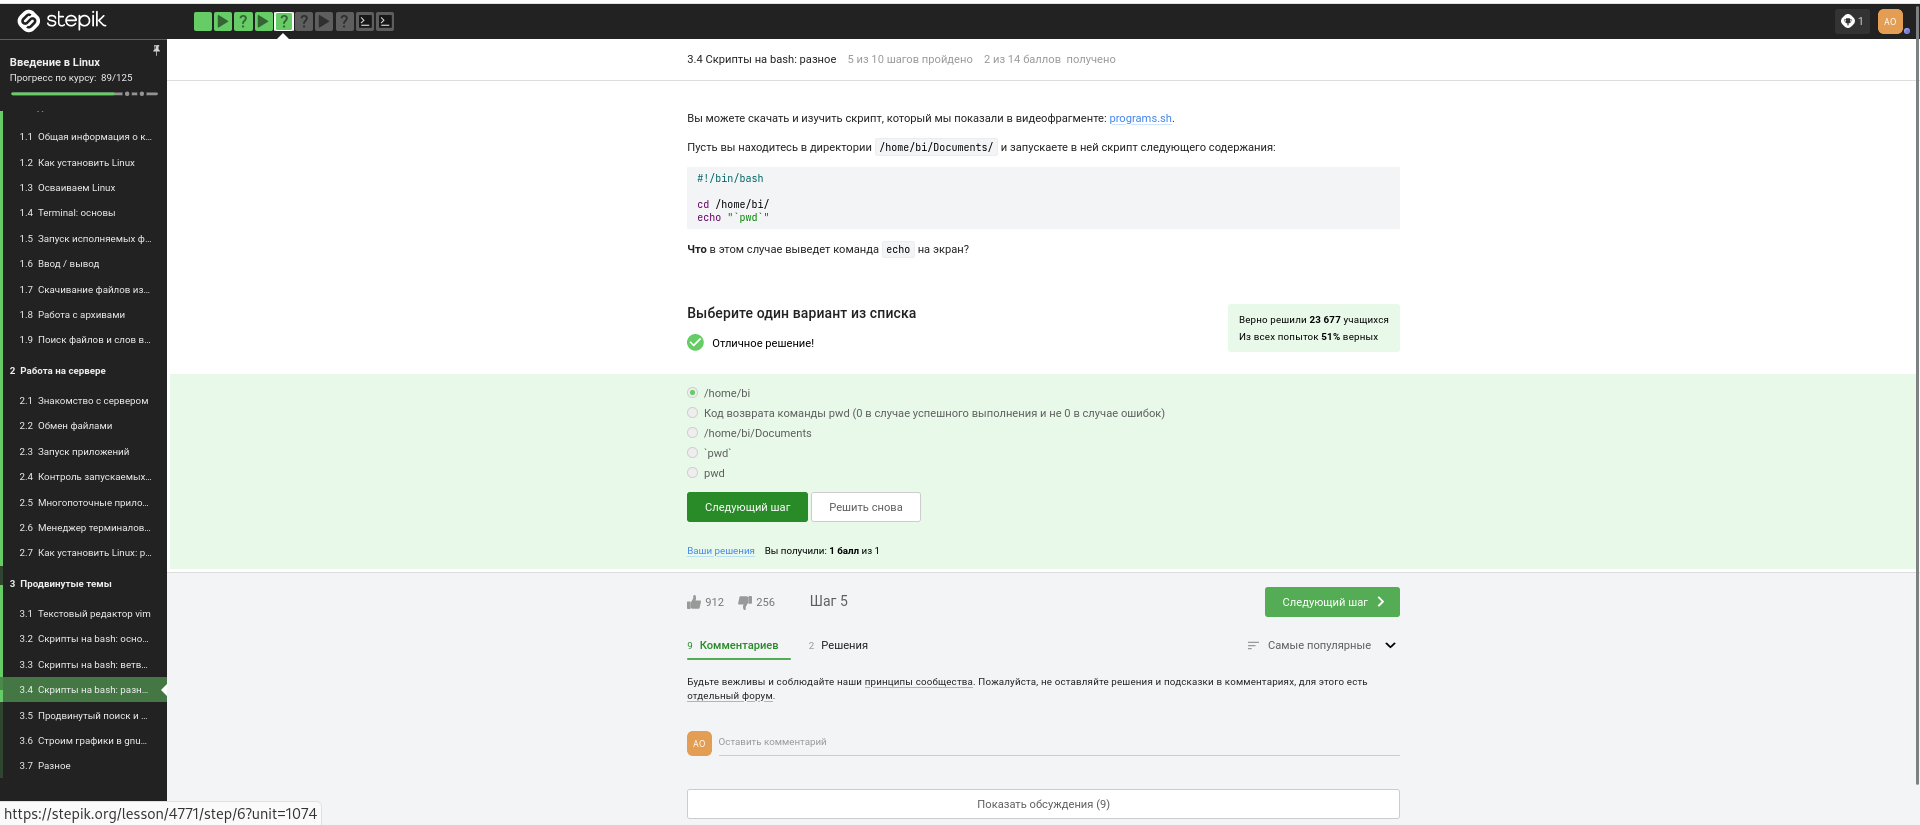 stepik
? ? ? ?
1
AO
Введение в Linux
Прогресс по курсу: 89/125
1.1 Общая информация о к...
1.2 Как установить Linux
1.3 Осваиваем Linux
1.4 Terminal: основы
1.5 Запуск исполняемых ф...
1.6 Ввод / вывод
1.7 Скачивание файлов из...
1.8 Работа с архивами
1.9 Поиск файлов и слов в...
2 Работа на сервере
2.1 Знакомство с сервером
2.2 Обмен файлами
2.3 Запуск приложений
2.4 Контроль запускаемых...
2.5 Многопоточные прило...
2.6 Менеджер терминалов...
2.7 Как установить Linux: р...
3 Продвинутые темы
3.1 Текстовый редактор vim
3.2 Скрипты на bash: осно...
3.3 Скрипты на bash: ветв...
3.4 Скрипты на bash: разн...
3.5 Продвинутый поиск и ...
3.6 Строим графики в gnu...
3.7 Разное
3.4 Скрипты на bash: разное 5 из 10 шагов пройдено 2 из 14 баллов получено
Вы можете скачать и изучить скрипт, который мы показали в видеофрагменте: programs.sh.
Пусть вы находитесь в директории /home/bi/Documents/ и запускаете в ней скрипт следующего содержания:
#!/bin/bash
cd /home/bi/
echo "`pwd`"
Что в этом случае выведет команда echo на экран?
Выберите один вариант из списка
Отличное решение!
Верно решили 23 677 учащихся
Из всех попыток 51% верных
/home/bi
Код возврата команды pwd (0 в случае успешного выполнения и не 0 в случае ошибок)
/home/bi/Documents
`pwd`
pwd
Следующий шаг Решить снова
Ваши решения Вы получили: 1 балл из 1
912 256 Шаг 5 Следующий шаг
9 Комментариев 2 Решения Самые популярные
Будьте вежливы и соблюдайте наши принципы сообщества. Пожалуйста, не оставляйте решения и подсказки в комментариях, для этого есть
отдельный форум.
AO Оставить комментарий
Показать обсуждения (9)
https://stepik.org/lesson/4771/step/6?unit=1074